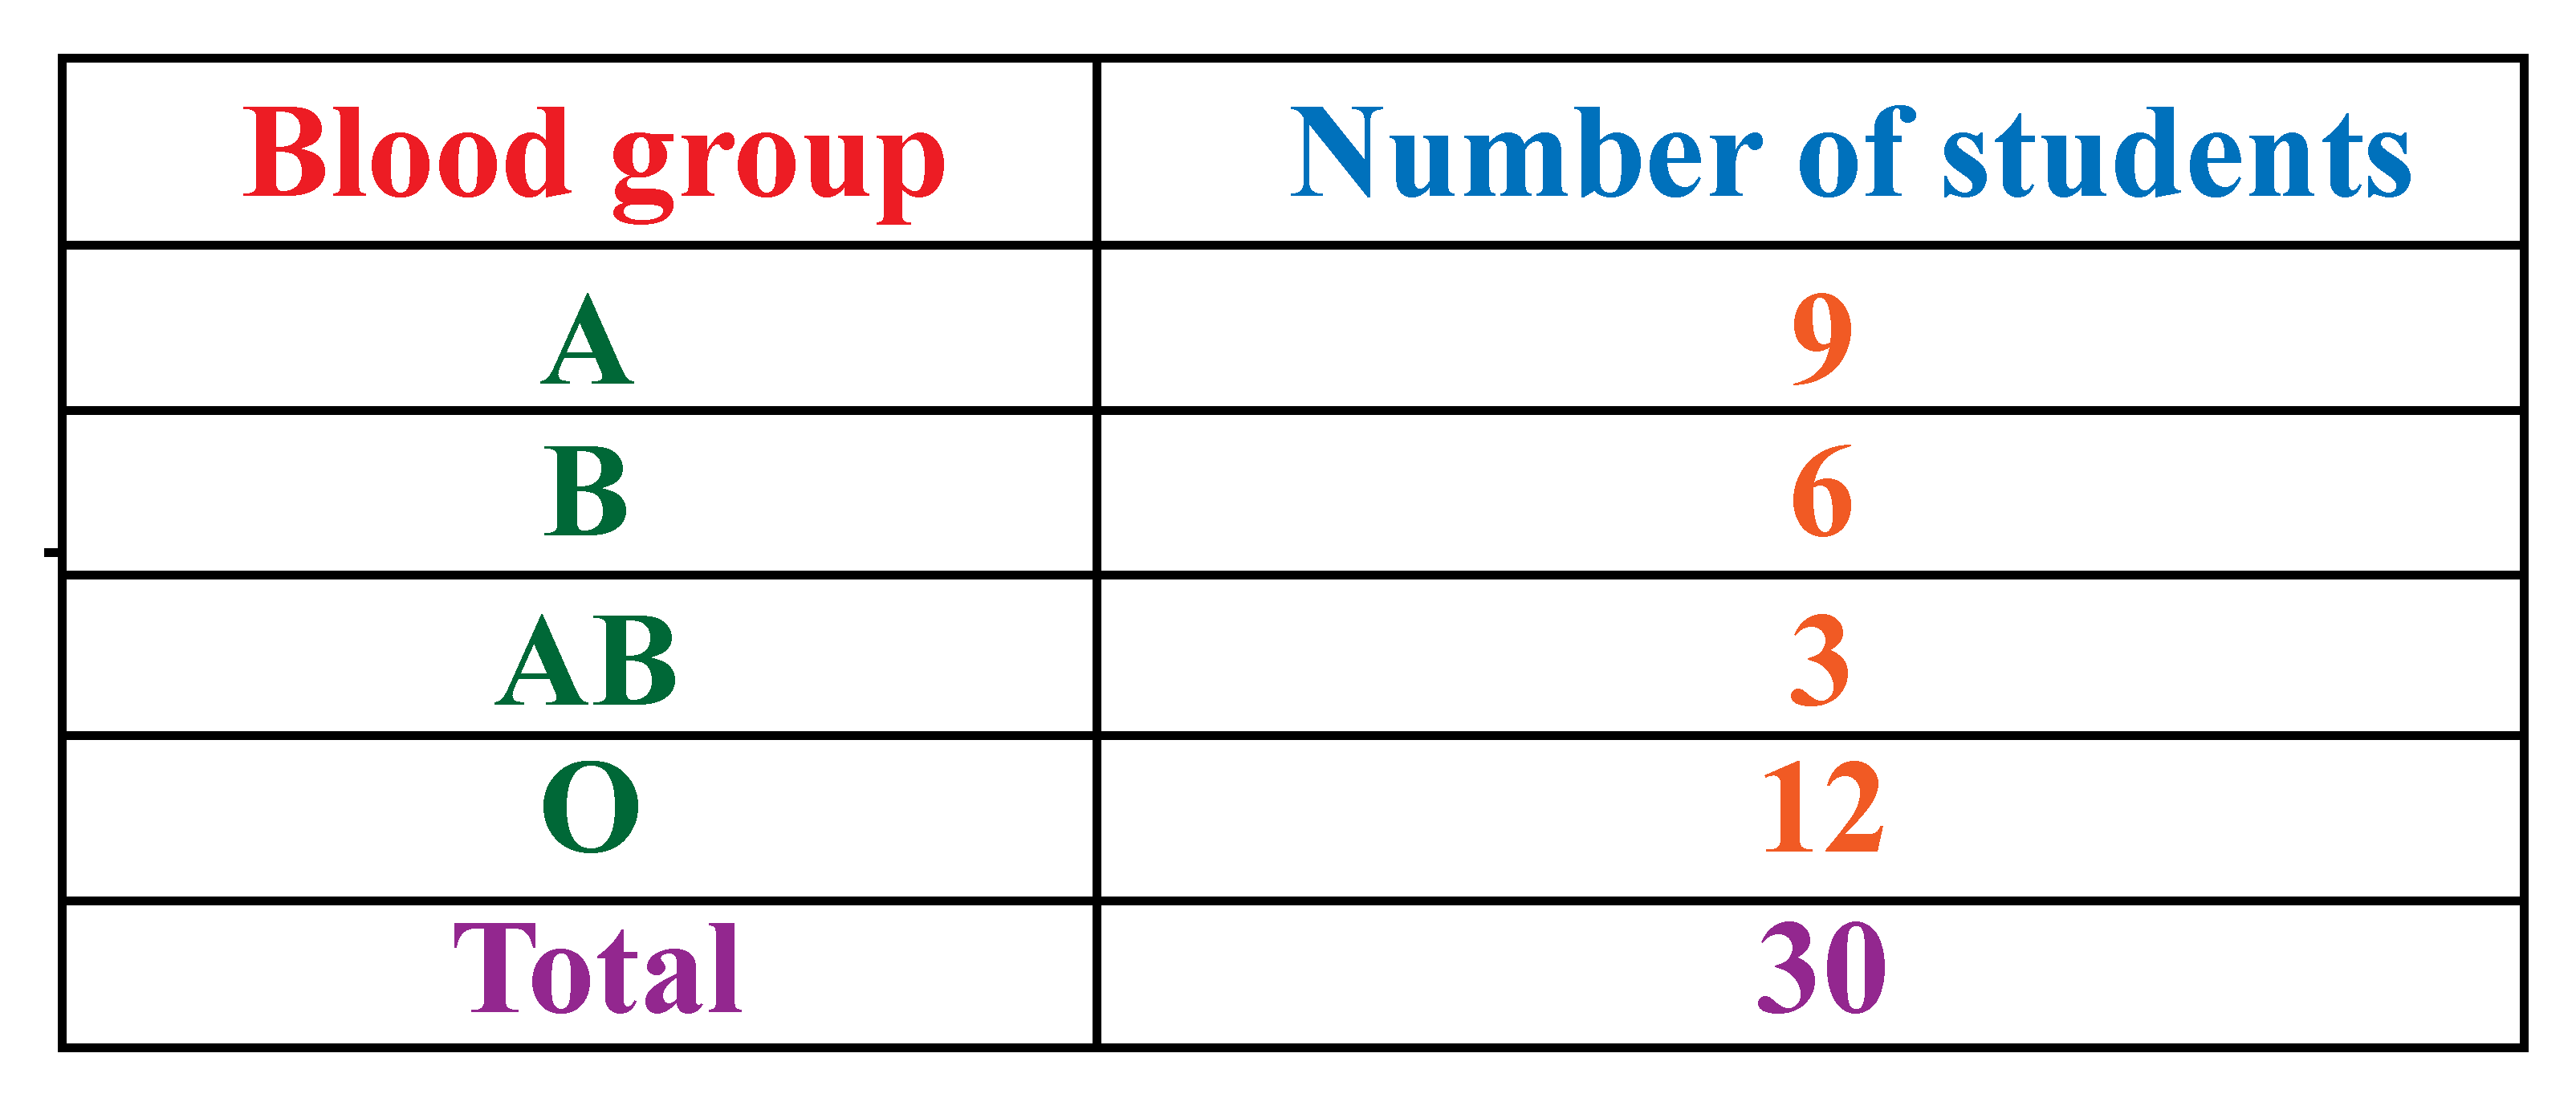 Blood group Number of students
A 9
B 6
AB 3
O 12
Total 30